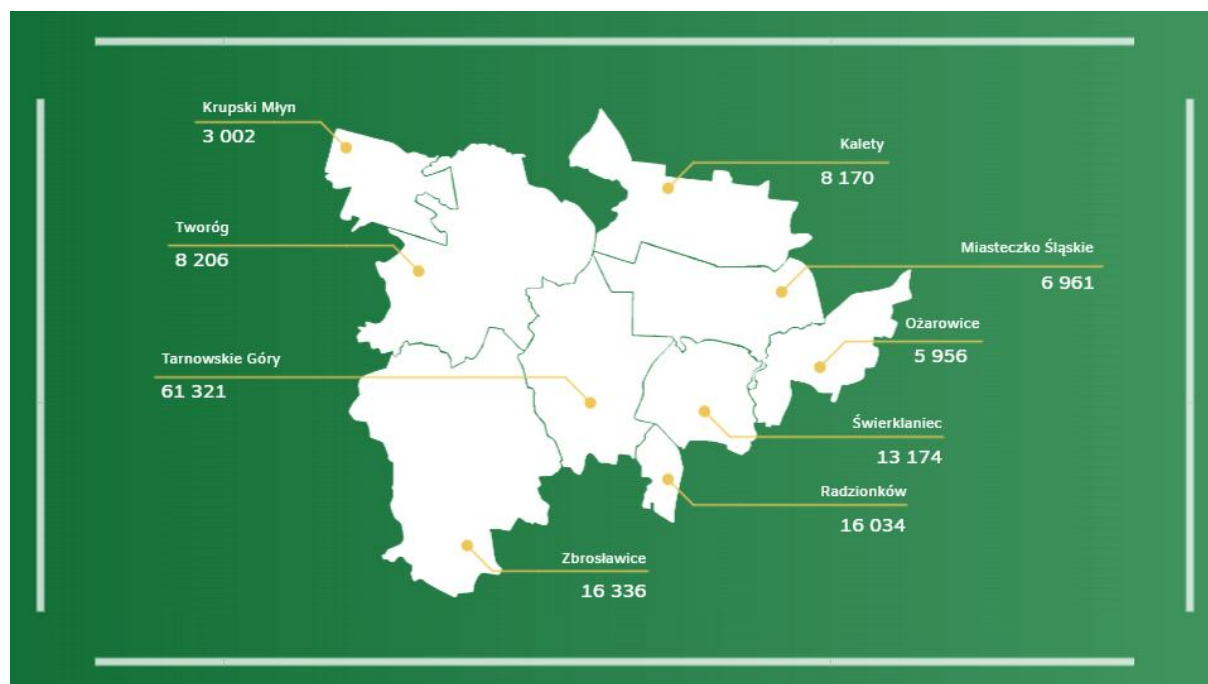 Krupski Młyn
3 002
Kalety
8 170
Tworóg
8 206
Miasteczko Śląskie
6 961
Ożarowice
5 956
Tarnowskie Góry
61 321
Świerklaniec
13 174
Radzionków
16 034
Zbrosławice
16 336